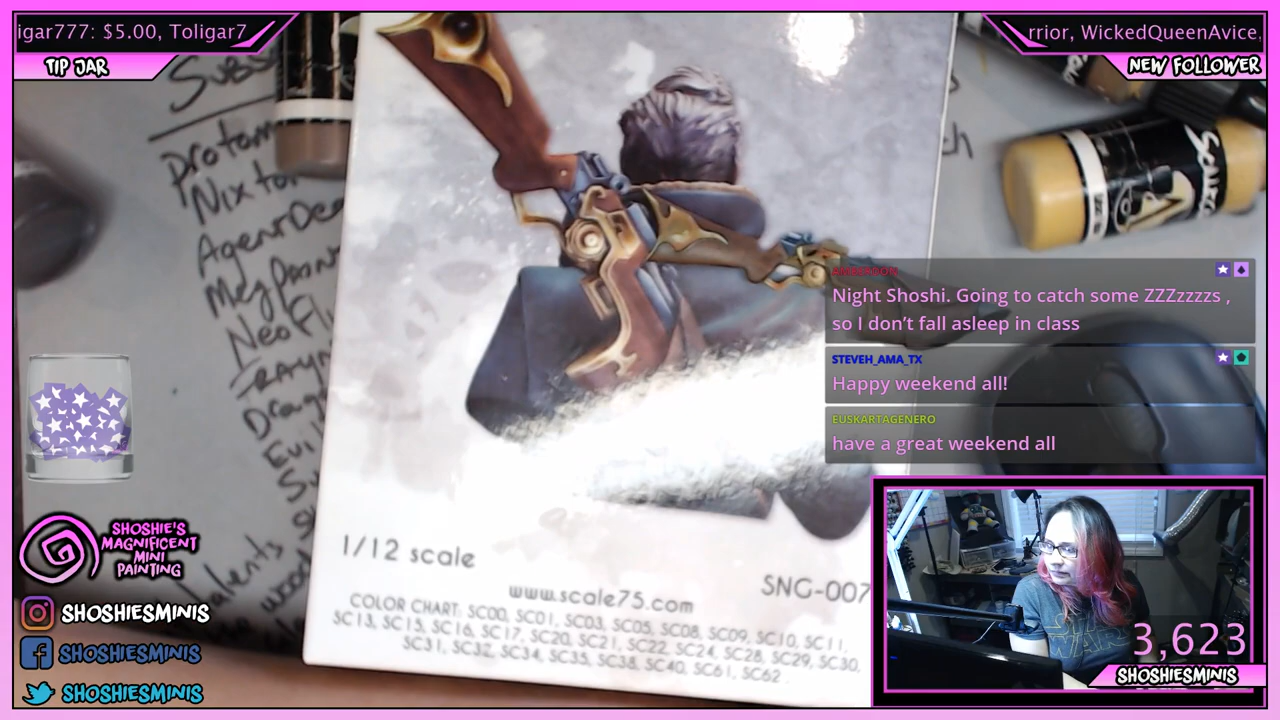 igar777: $5.00, Toligar7
TIP JAR
rrior, WickedQueenAvice,
NEW FOLLOWER
SUBS
Nix
Night Shoshi. Going to catch some ZZZzzzzs ,
so I don't fall asleep in class
STEVEH_AMA_TX
Happy weekend all!
EUSKARTAGENERO
have a great weekend all
1/12 scale
www.scale75.com
SNG-007
COLOR CHART: SC00, SC01, SC03, SC05, SC08, SC09, SC10, SC11,
SC13, SC15, SC16, SC17, SC20, SC21, SC22, SC24, SC28, SC29, SC30,
SC31, SC32, SC34, SC35, SC38, SC40, SC61, SC62
SHOSHIE'S
MAGNIFICENT
MINI
PAINTING
SHOSHIESMINIS
SHOSHIESMINIS
SHOSHIESMINIS
STAR
WARS
3,623
SHOSHIESMINIS